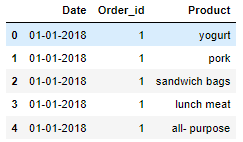 Date Order_id Product
0 01-01-2018 1 yogurt
1 01-01-2018 1 pork
2 01-01-2018 1 sandwich bags
3 01-01-2018 1 lunch meat
4 01-01-2018 1 all- purpose